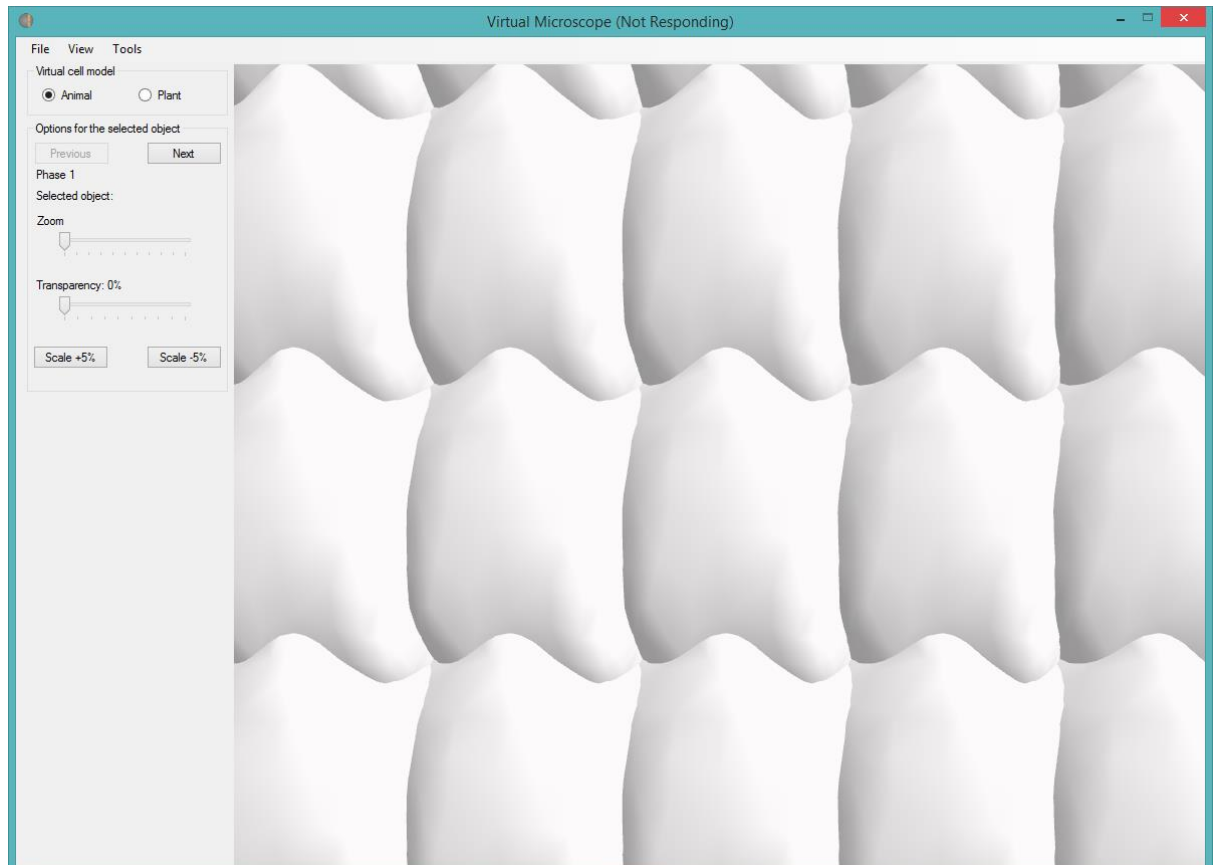 Virtual Microscope (Not Responding)
File View Tools
Virtual cell model
Animal Plant
Options for the selected object
Previous Next
Phase 1
Selected object:
Zoom
Transparency: 0%
Scale +5% Scale -5%